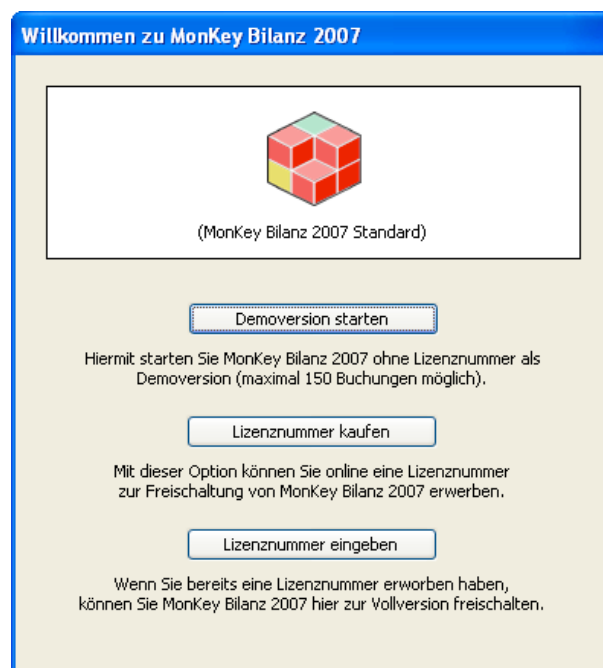 Willkommen zu MonKey Bilanz 2007
(MonKey Bilanz 2007 Standard)
Demoversion starten
Hiermit starten Sie MonKey Bilanz 2007 ohne Lizenznummer als
Demoversion (maximal 150 Buchungen möglich).
Lizenznummer kaufen
Mit dieser Option können Sie online eine Lizenznummer
zur Freischaltung von MonKey Bilanz 2007 erwerben.
Lizenznummer eingeben
Wenn Sie bereits eine Lizenznummer erworben haben,
können Sie MonKey Bilanz 2007 hier zur Vollversion freischalten.